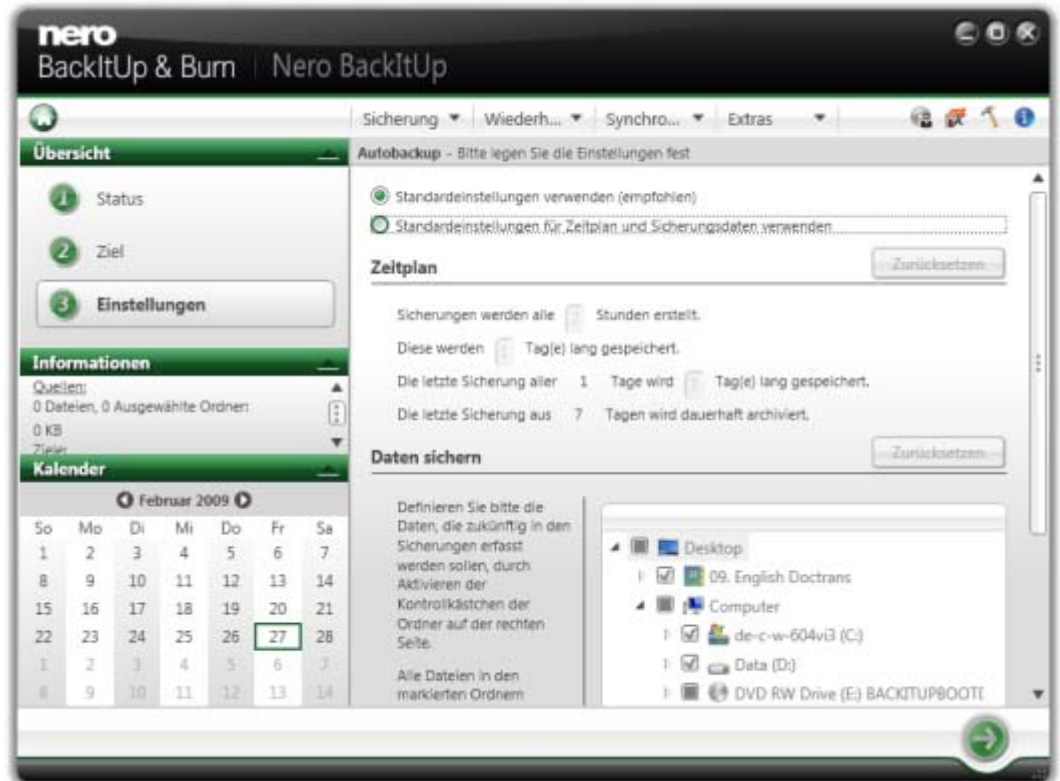 nero
BackItUp & Burn | Nero BackItUp
Sicherung Wiederh... Synchro... Extras
Übersicht
1 Status
2 Ziel
3 Einstellungen
Informationen
Quellen:
0 Dateien, 0 Ausgewählte Ordner:
0 KB
Ziele:
Kalender
Februar 2009
So Mo Di Mi Do Fr Sa
1 2 3 4 5 6 7
8 9 10 11 12 13 14
15 16 17 18 19 20 21
22 23 24 25 26 27 28
1 2 3 4 5 6 7
8 9 10 11 12 13 14
Autobackup - Bitte legen Sie die Einstellungen fest
Standardeinstellungen verwenden (empfohlen)
Standardeinstellungen für Zeitplan und Sicherungsdaten verwenden
Zeitplan
Zurücksetzen
Sicherungen werden alle Stunden erstellt.
Diese werden Tag(e) lang gespeichert.
Die letzte Sicherung aller 1 Tage wird Tag(e) lang gespeichert.
Die letzte Sicherung aus 7 Tagen wird dauerhaft archiviert.
Daten sichern
Zurücksetzen
Definieren Sie bitte die
Daten, die zukünftig in den
Sicherungen erfasst
werden sollen, durch
Aktivieren der
Kontrollkästchen der
Ordner auf der rechten
Seite.
Alle Dateien in den
markierten Ordnern
Desktop
09. English Doctrans
Computer
de-c-w-604vi3 (C:)
Data (D:)
DVD RW Drive (E:) BACKITUPBOOT